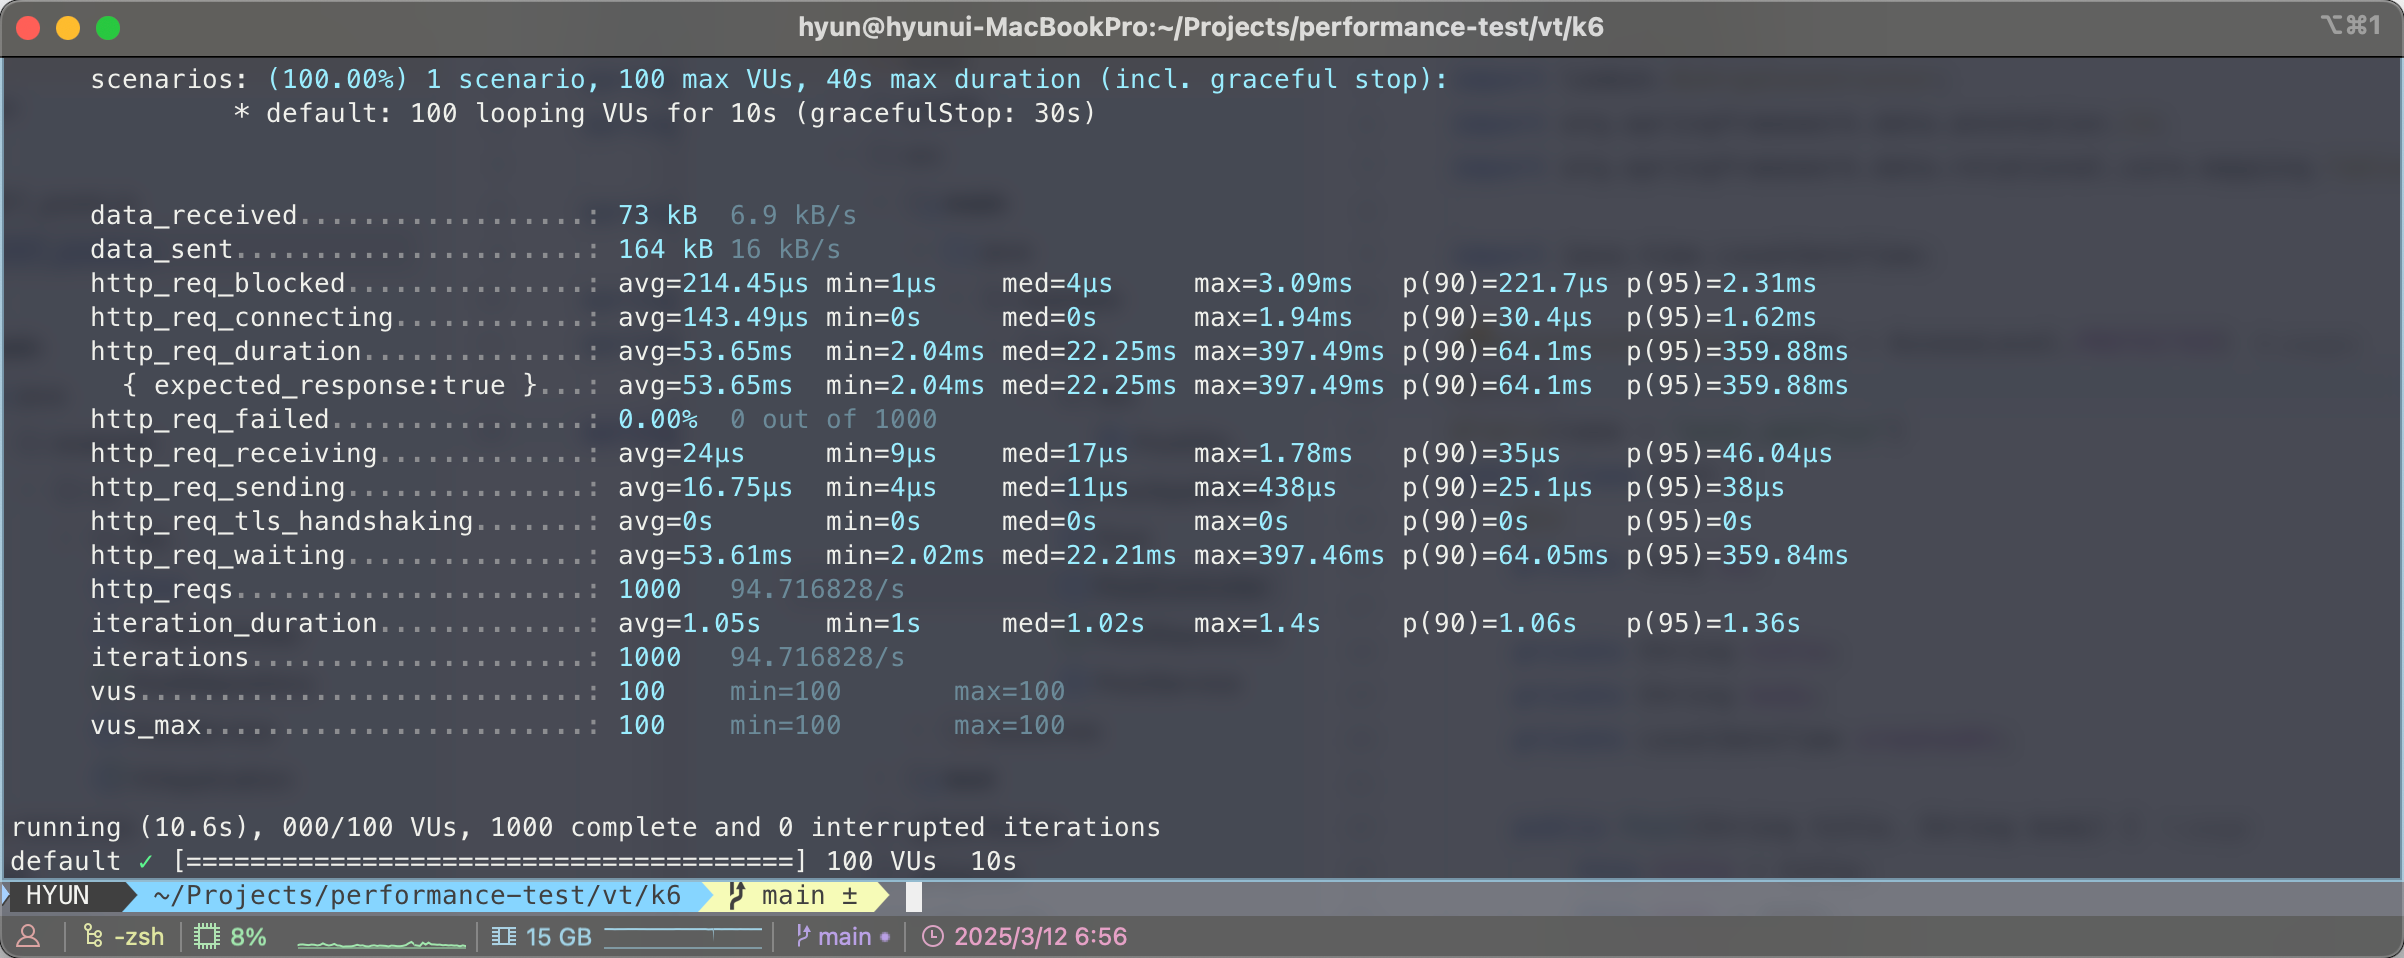 hyun@hyunui-MacBookPro:~/Projects/performance-test/vt/k6 ⌥⌘1
scenarios: (100.00%) 1 scenario, 100 max VUs, 40s max duration (incl. graceful stop):
* default: 100 looping VUs for 10s (gracefulStop: 30s)
data_received..................: 73 kB 6.9 kB/s
data_sent......................: 164 kB 16 kB/s
http_req_blocked...............: avg=214.45µs min=1µs med=4µs max=3.09ms p(90)=221.7µs p(95)=2.31ms
http_req_connecting............: avg=143.49µs min=0s med=0s max=1.94ms p(90)=30.4µs p(95)=1.62ms
http_req_duration..............: avg=53.65ms min=2.04ms med=22.25ms max=397.49ms p(90)=64.1ms p(95)=359.88ms
{ expected_response:true }...: avg=53.65ms min=2.04ms med=22.25ms max=397.49ms p(90)=64.1ms p(95)=359.88ms
http_req_failed................: 0.00% 0 out of 1000
http_req_receiving.............: avg=24µs min=9µs med=17µs max=1.78ms p(90)=35µs p(95)=46.04µs
http_req_sending...............: avg=16.75µs min=4µs med=11µs max=438µs p(90)=25.1µs p(95)=38µs
http_req_tls_handshaking.......: avg=0s min=0s med=0s max=0s p(90)=0s p(95)=0s
http_req_waiting...............: avg=53.61ms min=2.02ms med=22.21ms max=397.46ms p(90)=64.05ms p(95)=359.84ms
http_reqs......................: 1000 94.716828/s
iteration_duration.............: avg=1.05s min=1s med=1.02s max=1.4s p(90)=1.06s p(95)=1.36s
iterations.....................: 1000 94.716828/s
vus............................: 100 min=100 max=100
vus_max........................: 100 min=100 max=100
running (10.6s), 000/100 VUs, 1000 complete and 0 interrupted iterations
default ✓ [======================================] 100 VUs 10s
HYUN ~/Projects/performance-test/vt/k6 main ±
-zsh 8% 15 GB main 2025/3/12 6:56